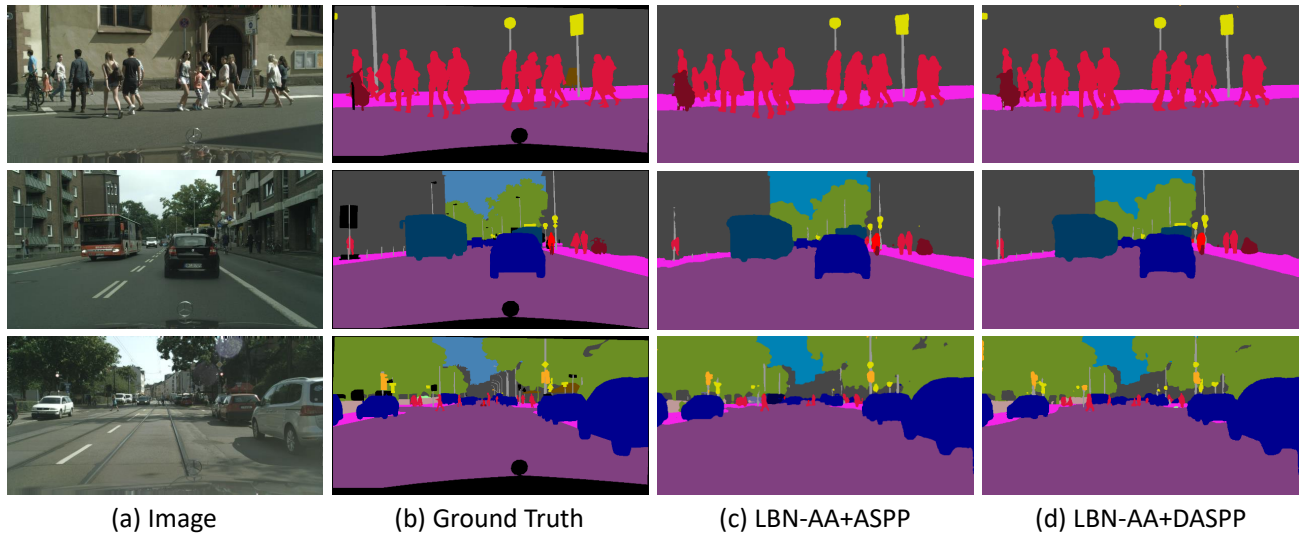 (a) Image
(b) Ground Truth
(c) LBN-AA+ASPP
(d) LBN-AA+DASPP